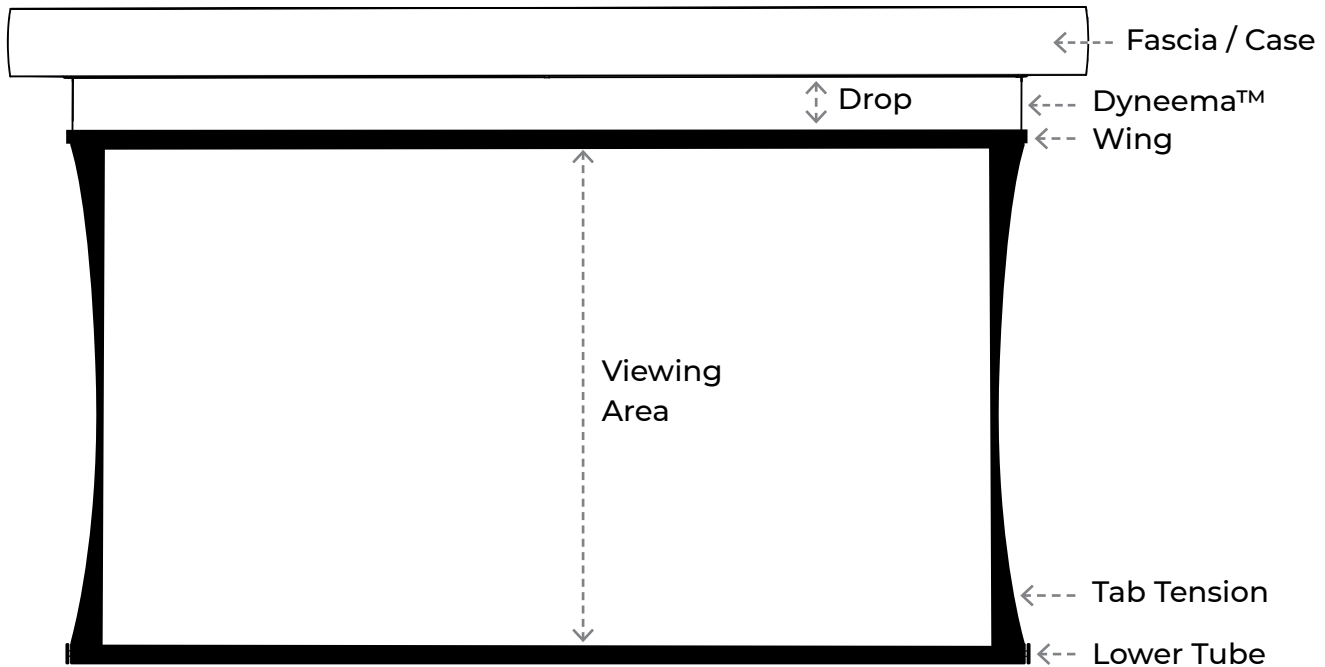 Fascia / Case
Drop
Dyneema™
Wing
Viewing
Area
Tab Tension
Lower Tube